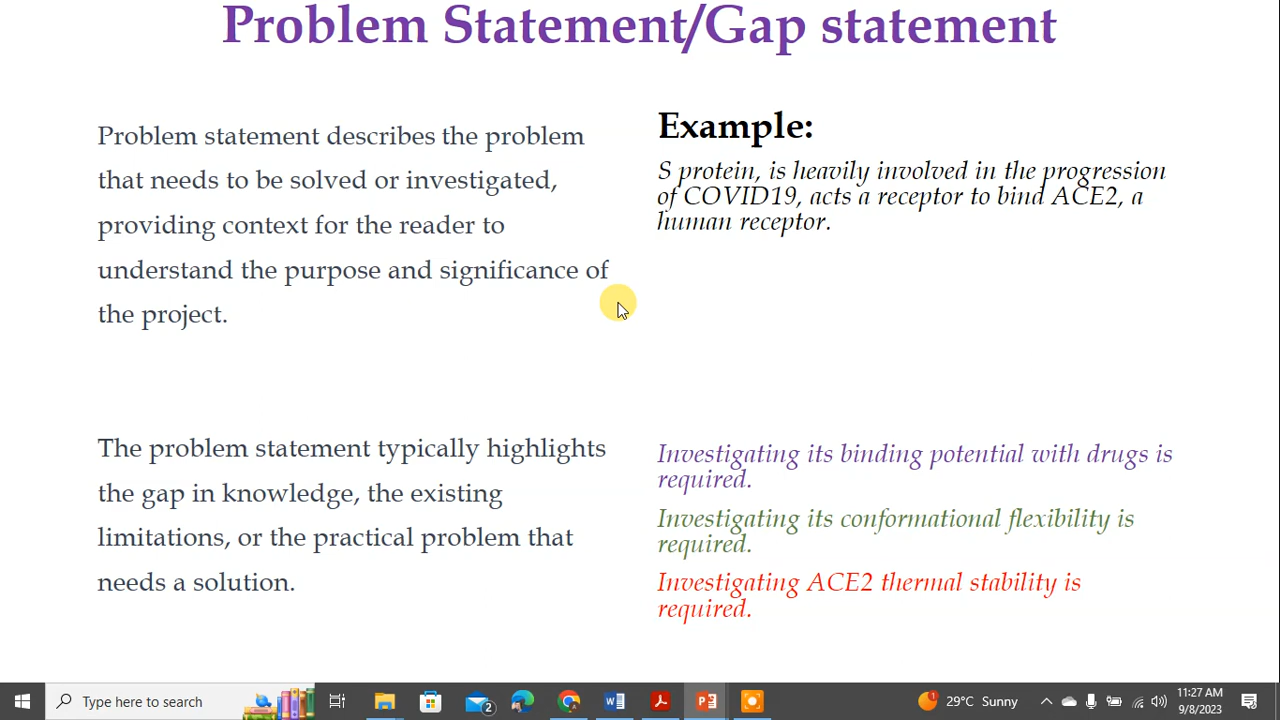 Problem Statement/Gap statement
Problem statement describes the problem
that needs to be solved or investigated,
providing context for the reader to
understand the purpose and significance of
the project.
The problem statement typically highlights
the gap in knowledge, the existing
limitations, or the practical problem that
needs a solution.
Example:
S protein, is heavily involved in the progression
of COVID19, acts a receptor to bind ACE2, a
human receptor.
Investigating its binding potential with drugs is
required.
Investigating its conformational flexibility is
required.
Investigating ACE2 thermal stability is
required.
Type here to search
2
1
29°C Sunny
11:27 AM
9/8/2023